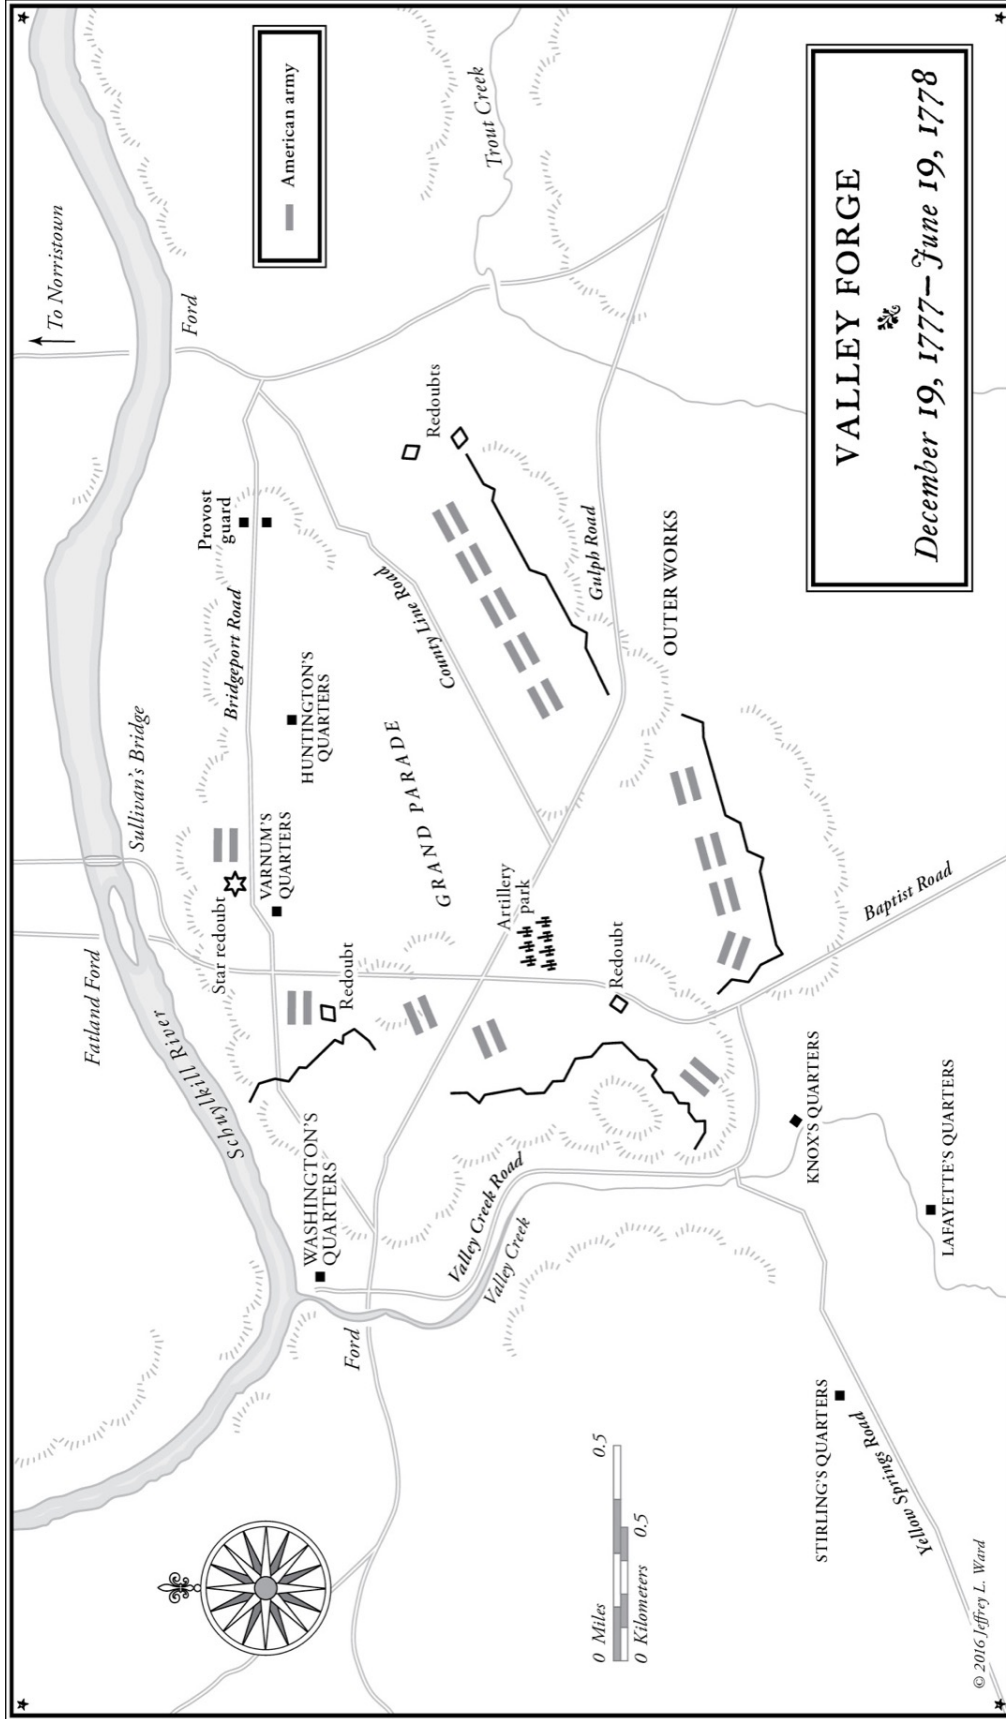 To Norristown
Ford
American army
Trout Creek
VALLEY FORGE
December 19, 1777–June 19, 1778
Redoubts
Provost
guard
Bridgeport Road
County Line Road
Gulph Road
OUTER WORKS
HUNTINGTON'S
QUARTERS
Sullivan's Bridge
GRAND PARADE
VARNUM'S
QUARTERS
Star redoubt
Artillery
park
Baptist Road
Fatland Ford
Redoubt
Redoubt
Schuylkill River
WASHINGTON'S
QUARTERS
Valley Creek Road
Valley Creek
KNOX'S QUARTERS
LAFAYETTE'S QUARTERS
Ford
STIRLING'S QUARTERS
Yellow Springs Road
0 Miles 0.5
0 Kilometers 0.5
© 2016 Jeffrey L. Ward